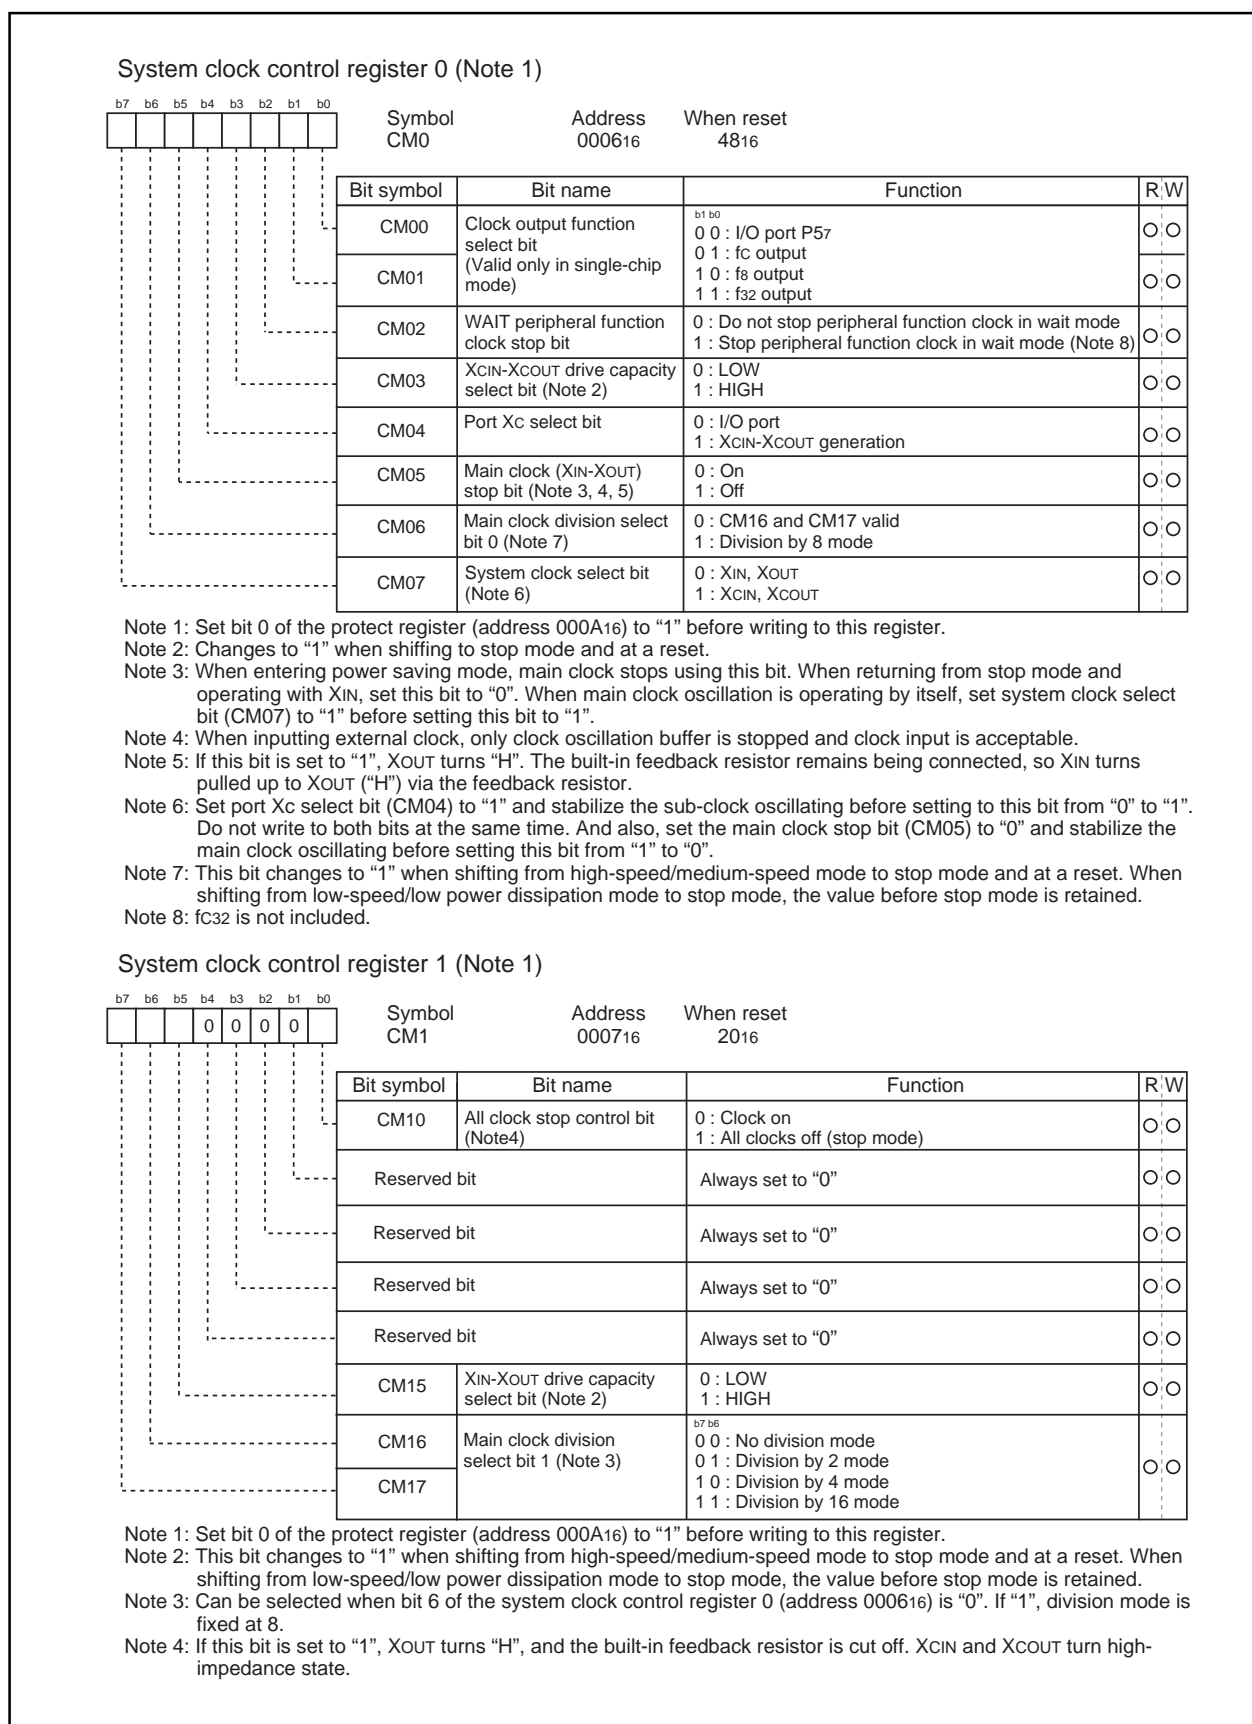 System clock control register 0 (Note 1)
b7 b6 b5 b4 b3 b2 b1 b0
Symbol Address When reset
CM0 000616 4816
Bit symbol Bit name Function R W
CM00 Clock output function select bit (Valid only in single-chip mode)
b1 b0
0 0 : I/O port P57
0 1 : fC output
CM01
1 0 : f8 output
1 1 : f32 output
CM02 WAIT peripheral function clock stop bit
0 : Do not stop peripheral function clock in wait mode
1 : Stop peripheral function clock in wait mode (Note 8)
CM03 XCIN-XCOUT drive capacity select bit (Note 2)
0 : LOW
1 : HIGH
CM04 Port XC select bit
0 : I/O port
1 : XCIN-XCOUT generation
CM05 Main clock (XIN-XOUT) stop bit (Note 3, 4, 5)
0 : On
1 : Off
CM06 Main clock division select bit 0 (Note 7)
0 : CM16 and CM17 valid
1 : Division by 8 mode
CM07 System clock select bit (Note 6)
0 : XIN, XOUT
1 : XCIN, XCOUT
Note 1: Set bit 0 of the protect register (address 000A16) to “1” before writing to this register.
Note 2: Changes to “1” when shiffing to stop mode and at a reset.
Note 3: When entering power saving mode, main clock stops using this bit. When returning from stop mode and
operating with XIN, set this bit to “0”. When main clock oscillation is operating by itself, set system clock select
bit (CM07) to “1” before setting this bit to “1”.
Note 4: When inputting external clock, only clock oscillation buffer is stopped and clock input is acceptable.
Note 5: If this bit is set to “1”, XOUT turns “H”. The built-in feedback resistor remains being connected, so XIN turns
pulled up to XOUT (“H”) via the feedback resistor.
Note 6: Set port Xc select bit (CM04) to “1” and stabilize the sub-clock oscillating before setting to this bit from “0” to “1”.
Do not write to both bits at the same time. And also, set the main clock stop bit (CM05) to “0” and stabilize the
main clock oscillating before setting this bit from “1” to “0”.
Note 7: This bit changes to “1” when shifting from high-speed/medium-speed mode to stop mode and at a reset. When
shifting from low-speed/low power dissipation mode to stop mode, the value before stop mode is retained.
Note 8: fC32 is not included.
System clock control register 1 (Note 1)
b7 b6 b5 b4 b3 b2 b1 b0
0 0 0 0
Symbol Address When reset
CM1 000716 2016
Bit symbol Bit name Function R W
CM10 All clock stop control bit (Note4)
0 : Clock on
1 : All clocks off (stop mode)
Reserved bit Always set to “0”
Reserved bit Always set to “0”
Reserved bit Always set to “0”
Reserved bit Always set to “0”
CM15 XIN-XOUT drive capacity select bit (Note 2)
0 : LOW
1 : HIGH
CM16 Main clock division select bit 1 (Note 3)
b7 b6
0 0 : No division mode
0 1 : Division by 2 mode
CM17
1 0 : Division by 4 mode
1 1 : Division by 16 mode
Note 1: Set bit 0 of the protect register (address 000A16) to “1” before writing to this register.
Note 2: This bit changes to “1” when shifting from high-speed/medium-speed mode to stop mode and at a reset. When
shifting from low-speed/low power dissipation mode to stop mode, the value before stop mode is retained.
Note 3: Can be selected when bit 6 of the system clock control register 0 (address 000616) is “0”. If “1”, division mode is
fixed at 8.
Note 4: If this bit is set to “1”, XOUT turns “H”, and the built-in feedback resistor is cut off. XCIN and XCOUT turn high-
impedance state.